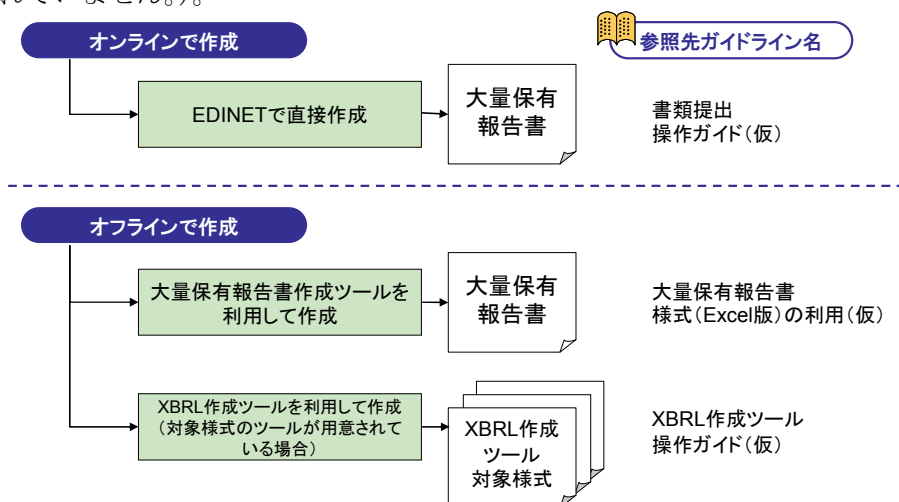 れていません。)。
オンラインで作成
参照先ガイドライン名
EDINETで直接作成
大量保有
報告書
書類提出
操作ガイド(仮)
オフラインで作成
大量保有報告書作成ツールを
利用して作成
大量保有
報告書
大量保有報告書
様式(Excel版)の利用(仮)
XBRL作成ツールを利用して作成
(対象様式のツールが用意されて
いる場合)
XBRL作成
ツール
対象様式
XBRL作成ツール
操作ガイド(仮)